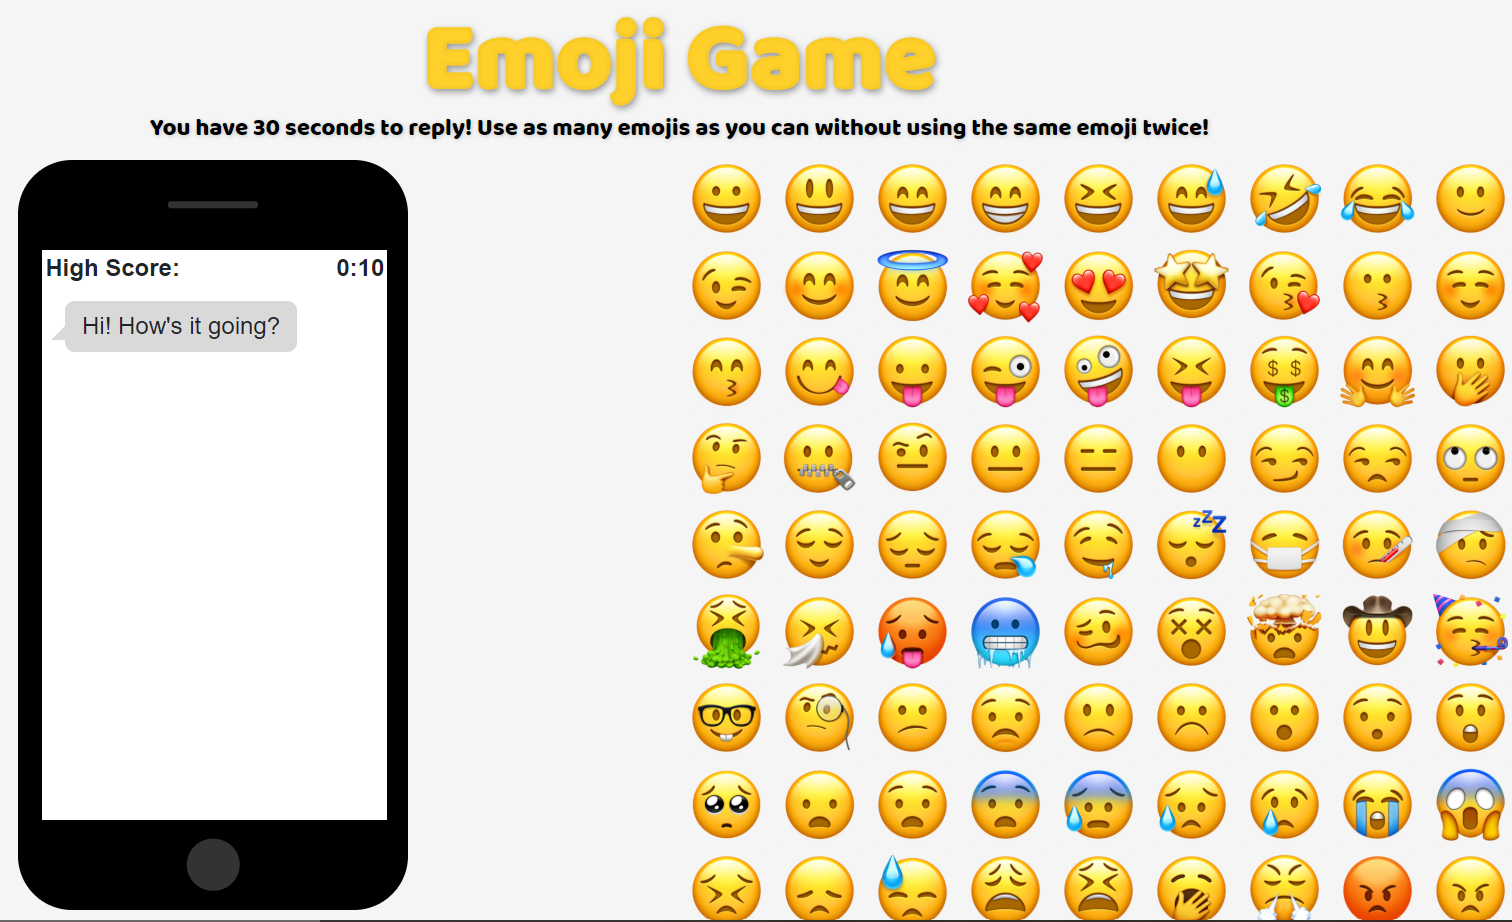 Emoji Game
You have 30 seconds to reply! Use as many emojis as you can without using the same emoji twice!
High Score: 0:10
Hi! How's it going?